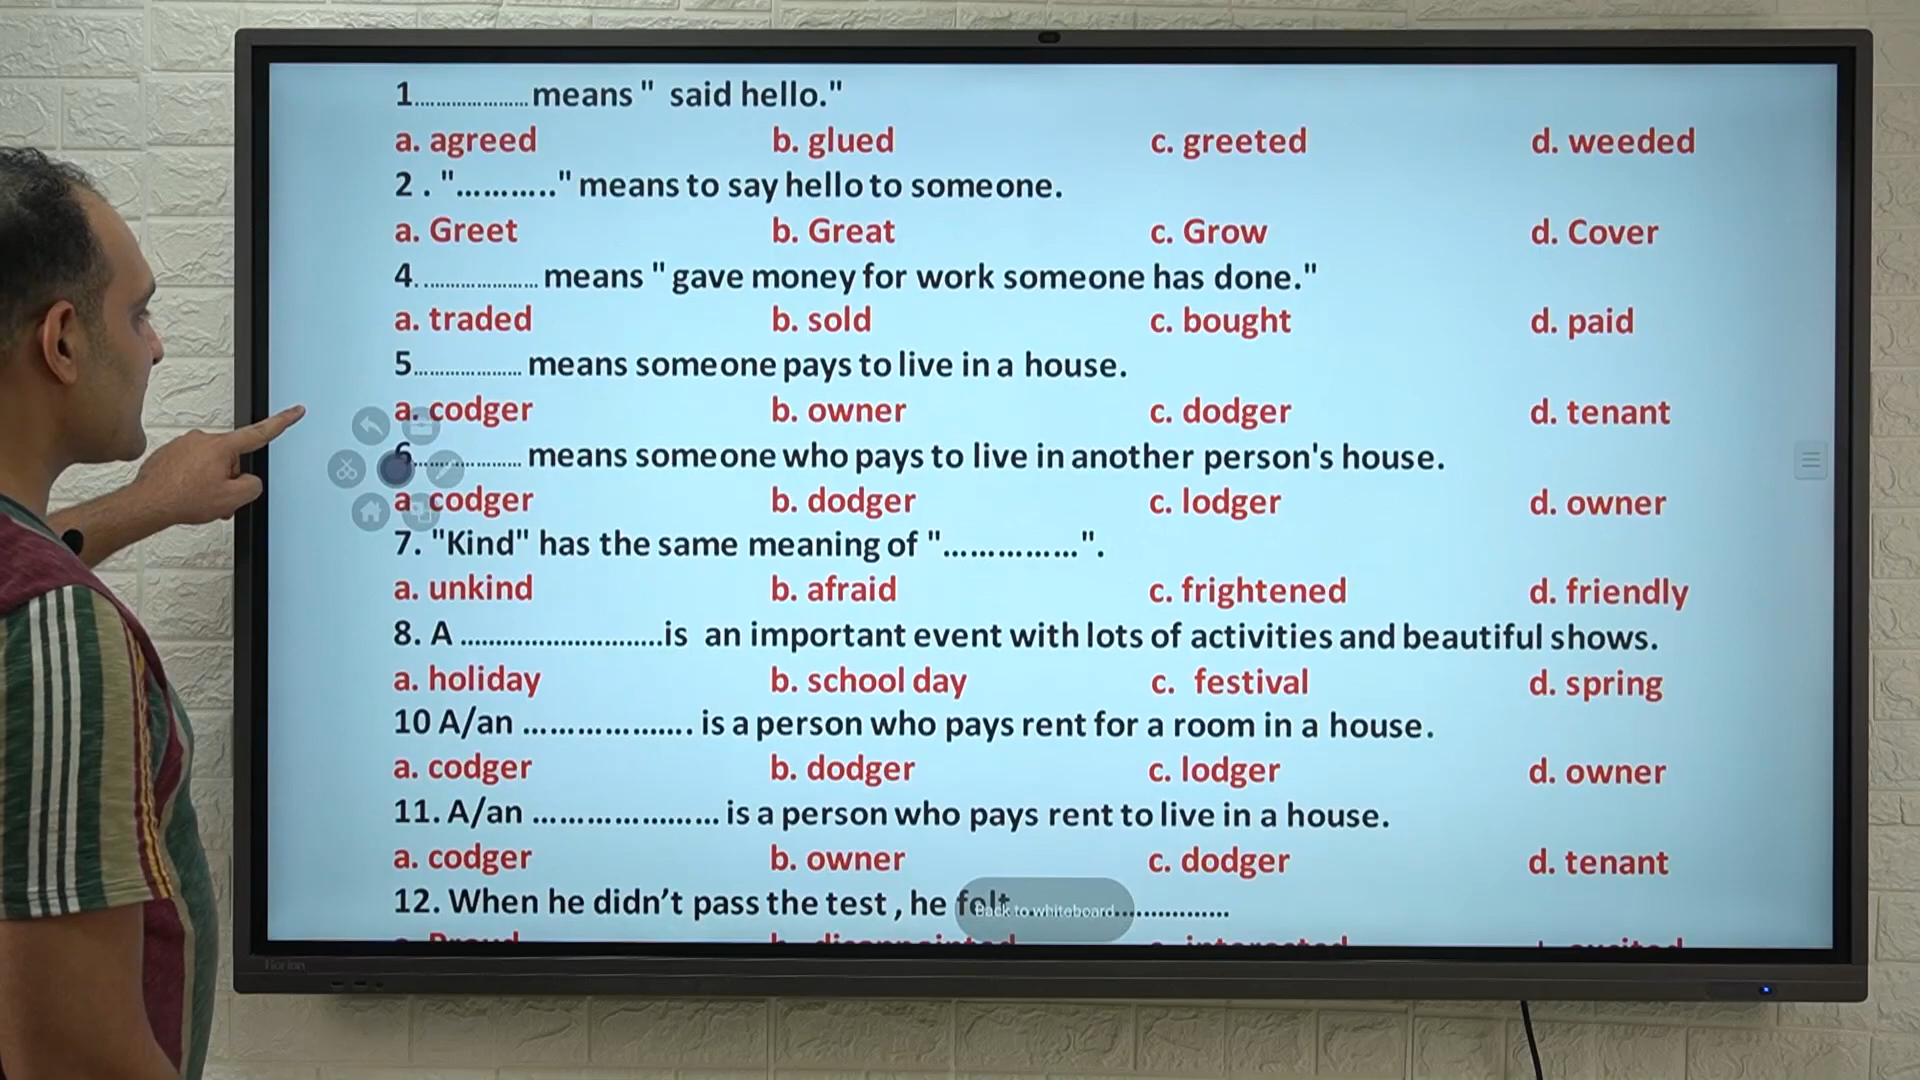 1..................... means " said hello."
a. agreed b. glued c. greeted d. weeded
2 . "..........." means to say hello to someone.
a. Greet b. Great c. Grow d. Cover
4...................... means " gave money for work someone has done."
a. traded b. sold c. bought d. paid
5.................... means someone pays to live in a house.
a. codger b. owner c. dodger d. tenant
6.................... means someone who pays to live in another person's house.
a codger b. dodger c. lodger d. owner
7. "Kind" has the same meaning of "...............".
a. unkind b. afraid c. frightened d. friendly
8. A .............................is an important event with lots of activities and beautiful shows.
a. holiday b. school day c. festival d. spring
10 A/an ................... is a person who pays rent for a room in a house.
a. codger b. dodger c. lodger d. owner
11. A/an ..................... is a person who pays rent to live in a house.
a. codger b. owner c. dodger d. tenant
12. When he didn't pass the test , he felt ................
Back to whiteboard
Horion